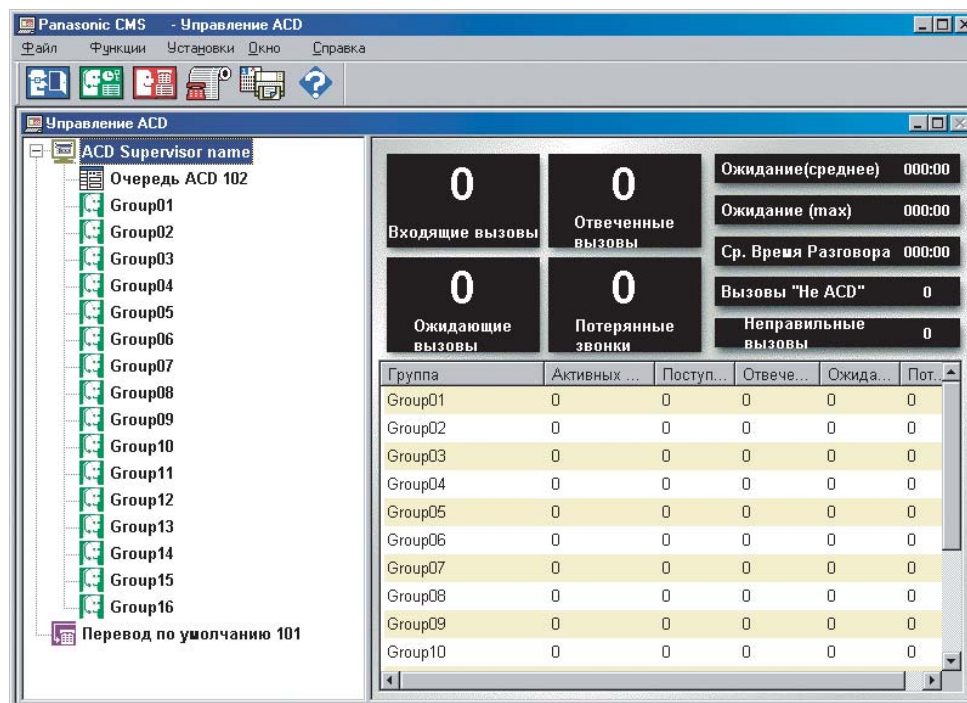 Panasonic CMS - Управление ACD
Файл Функции Установки Окно Справка
Управление ACD
ACD Supervisor name
Очередь ACD 102
Group01
Group02
Group03
Group04
Group05
Group06
Group07
Group08
Group09
Group10
Group11
Group12
Group13
Group14
Group15
Group16
Перевод по умолчанию 101
0
Входящие вызовы
0
Отвеченные
вызовы
0
Ожидающие
вызовы
0
Потерянные
звонки
Ожидание(среднее) 000:00
Ожидание (max) 000:00
Ср. Время Разговора 000:00
Вызовы "Не ACD" 0
Неправильные
вызовы 0
Группа Активных ... Поступ... Отвече... Ожида... Пот...
Group01 0 0 0 0 0
Group02 0 0 0 0 0
Group03 0 0 0 0 0
Group04 0 0 0 0 0
Group05 0 0 0 0 0
Group06 0 0 0 0 0
Group07 0 0 0 0 0
Group08 0 0 0 0 0
Group09 0 0 0 0 0
Group10 0 0 0 0 0